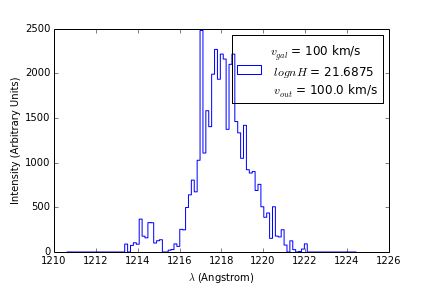 2500
2000
1500
1000
500
0
Intensity (Arbitrary Units)
v_gal = 100 km/s
lognH = 21.6875
v_out = 100.0 km/s
1210 1212 1214 1216 1218 1220 1222 1224 1226
λ (Angstrom)